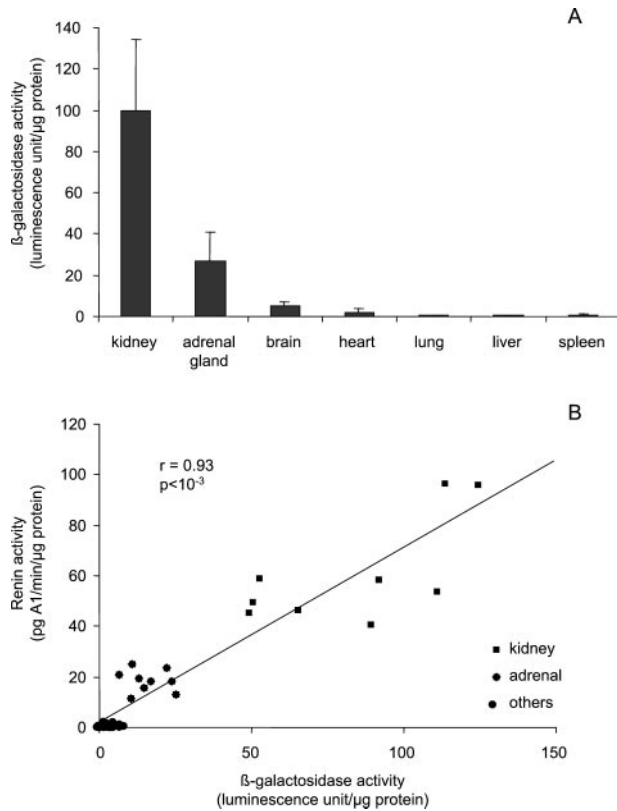 A
ß-galactosidase activity
(luminescence unit/µg protein)
140
120
100
80
60
40
20
0
kidney
adrenal
gland
brain
heart
lung
liver
spleen
B
Renin activity
(pg A1/min/µg protein)
120
100
80
60
40
20
0
r = 0.93
p<10-3
kidney
adrenal
others
0
50
100
150
ß-galactosidase activity
(luminescence unit/µg protein)